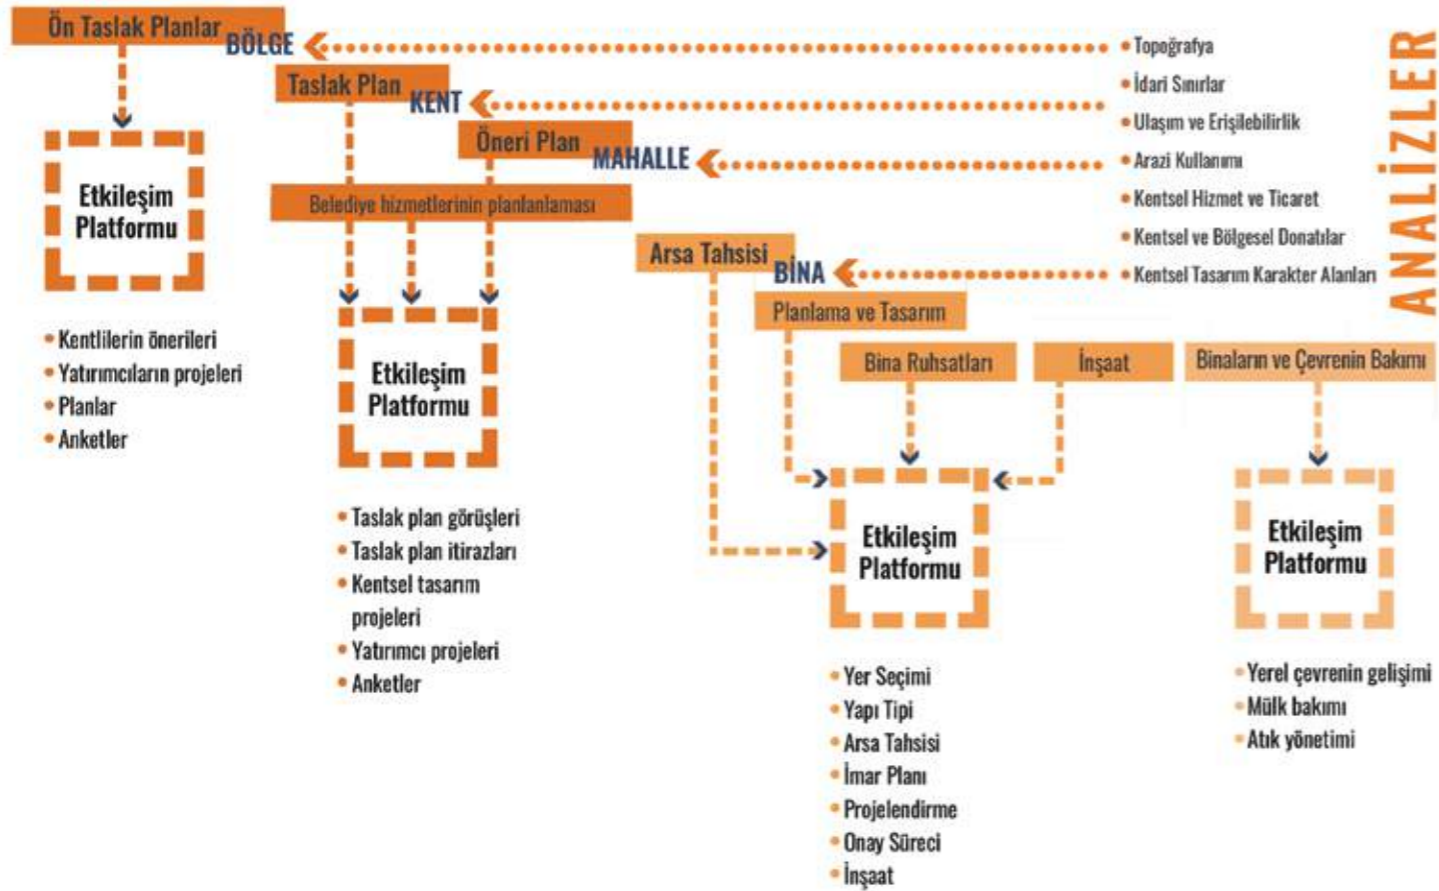 Ön Taslak Planlar
BÖLGE
Taslak Plan
KENT
Öneri Plan
MAHALLE
Belediye hizmetlerinin planlanlaması
Arsa Tahsisi
BİNA
Planlama ve Tasarım
Bina Ruhsatları
İnşaat
Binaların ve Çevrenin Bakımı
ANALİZLER
• Topoğrafya
• İdari Sınırlar
• Ulaşım ve Erişilebilirlik
• Arazi Kullanımı
• Kentsel Hizmet ve Ticaret
• Kentsel ve Bölgesel Donatılar
• Kentsel Tasarım Karakter Alanları
Etkileşim
Platformu
• Kentlilerin önerileri
• Yatırımcıların projeleri
• Planlar
• Anketler
Etkileşim
Platformu
• Taslak plan görüşleri
• Taslak plan itirazları
• Kentsel tasarım
projeleri
• Yatırımcı projeleri
• Anketler
Etkileşim
Platformu
• Yer Seçimi
• Yapı Tipi
• Arsa Tahsisi
• İmar Planı
• Projelendirme
• Onay Süreci
• İnşaat
Etkileşim
Platformu
• Yerel çevrenin gelişimi
• Mülk bakımı
• Atık yönetimi